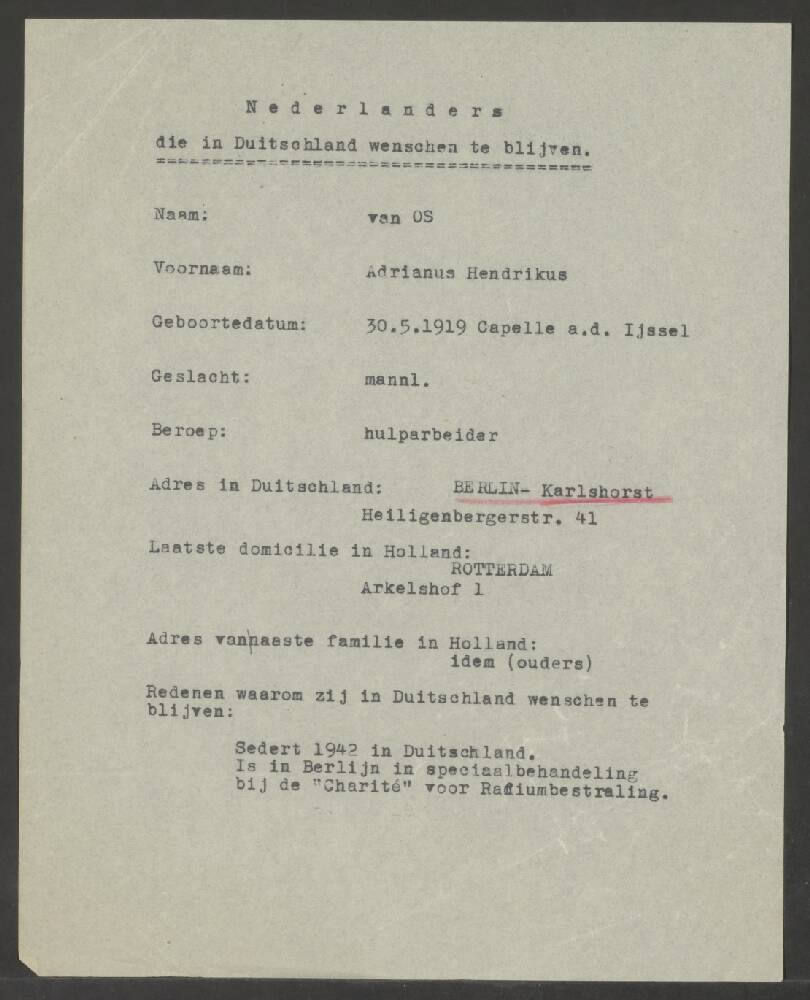 N e d e r l a n d e r s
die in Duitschland wenschen te blijven.
=======================================
Naam: van OS
Voornaam: Adrianus Hendrikus
Geboortedatum: 30.5.1919 Capelle a.d. Ijssel
Geslacht: mannl.
Beroep: hulparbeider
Adres in Duitschland: BERLIN- Karlshorst
Heiligenbergerstr. 41
Laatste domicilie in Holland:
ROTTERDAM
Arkelshof 1
Adres van|naaste familie in Holland:
idem (ouders)
Redenen waarom zij in Duitschland wenschen te
blijven:
Sedert 1942 in Duitschland.
Is in Berlijn in speciaalbehandeling
bij de "Charité" voor Radiumbestraling.